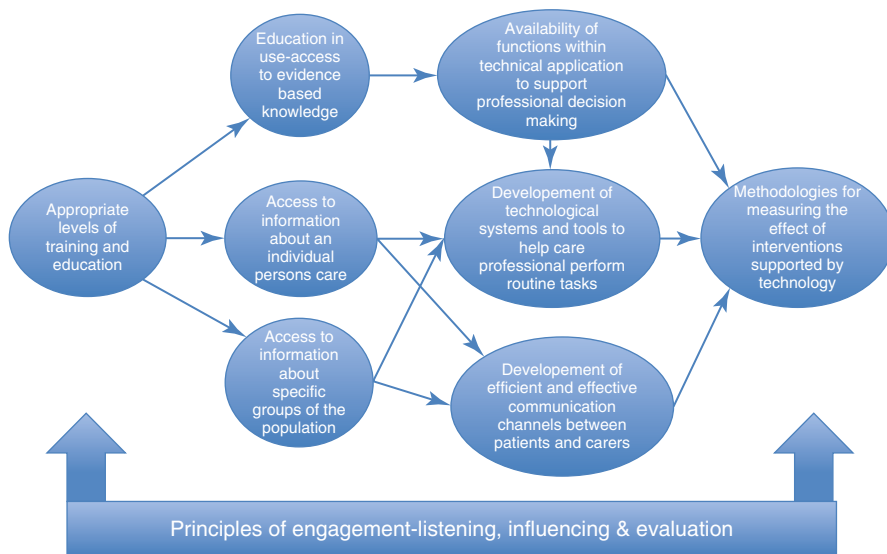 Education in
use-access
to evidence
based
knowledge
Availability of
functions within
technical application
to support
professional decision
making
Appropriate
levels of
training and
education
Access to
information
about an
individual
persons care
Developement of
technological
systems and tools to
help care
professional perform
routine tasks
Methodologies for
measuring the
effect of
interventions
supported by
technology
Access to
information
about
specific
groups of the
population
Developement of
efficient and effective
communication
channels between
patients and carers
Principles of engagement-listening, influencing & evaluation